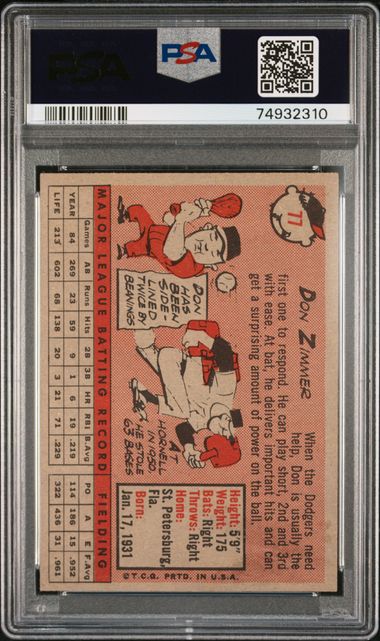 PSA
PSA
74932310
77
DON ZIMMER
When the Dodgers need
help, Don is usually the
first one to respond. He can play short, 2nd and 3rd
with ease. At bat, he delivers important hits and can
get a surprising amount of power on the ball.
DON
HAS
BEEN
SIDE-
LINED
TWICE BY
BEANINGS
AT
HORNELL
IN 1950
HE STOLE
63 BASES
Height: 5'9"
Weight: 175
Bats: Right
Throws: Right
Home:
St. Petersburg,
Fla
Born:
Jan. 17, 1931
© T.C.G. PRTD. IN U.S.A.
MAJOR LEAGUE BATTING RECORD FIELDING
Games AB Runs Hits 2B 3B HR RBI B.Avg PO A E F.Avg
YEAR 84 269 23 59 9 1 6 19 .219 114 186 15 .952
LIFE 213 602 68 138 20 3 21 71 .229 322 436 31 .961